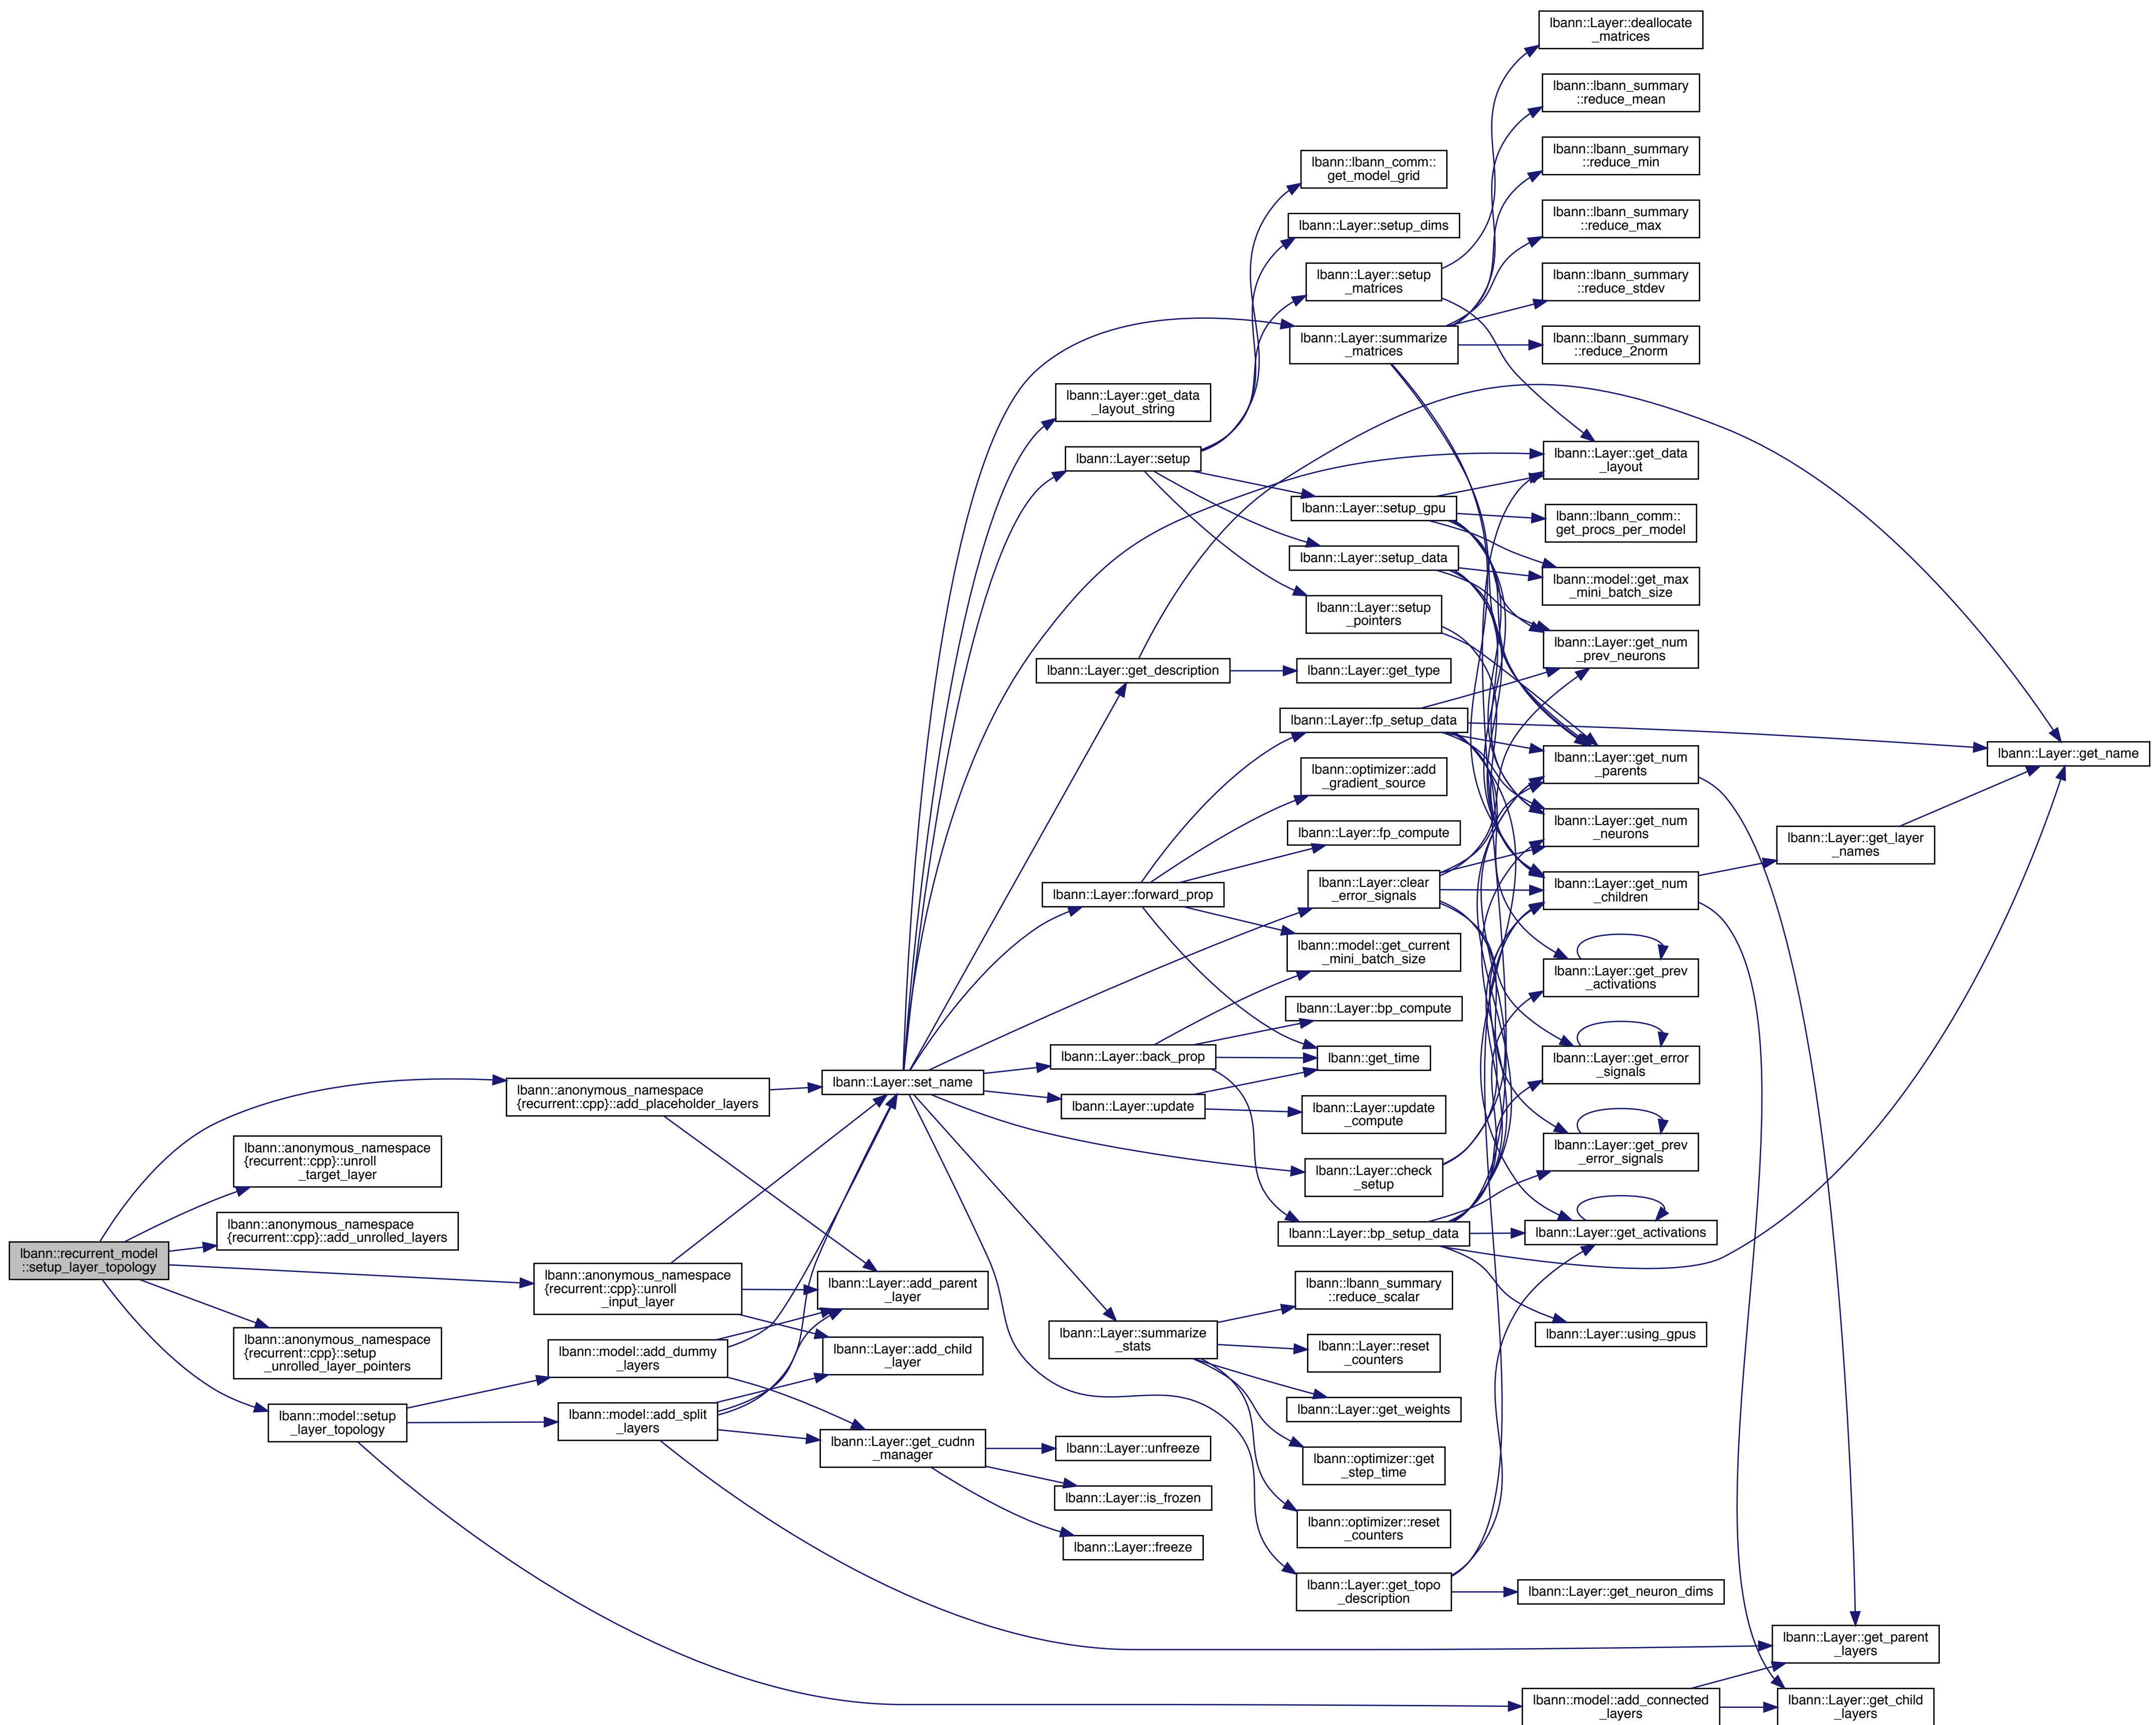 lbann::recurrent_model
::setup_layer_topology
lbann::anonymous_namespace
{recurrent::cpp}::add_placeholder_layers
lbann::anonymous_namespace
{recurrent::cpp}::unroll
_target_layer
lbann::anonymous_namespace
{recurrent::cpp}::add_unrolled_layers
lbann::anonymous_namespace
{recurrent::cpp}::unroll
_input_layer
lbann::anonymous_namespace
{recurrent::cpp}::setup
_unrolled_layer_pointers
lbann::model::setup
_layer_topology
lbann::model::add_dummy
_layers
lbann::model::add_split
_layers
lbann::Layer::set_name
lbann::Layer::add_parent
_layer
lbann::Layer::add_child
_layer
lbann::Layer::get_cudnn
_manager
lbann::Layer::get_data
_layout_string
lbann::Layer::setup
lbann::Layer::get_description
lbann::Layer::forward_prop
lbann::Layer::back_prop
lbann::Layer::update
lbann::Layer::summarize
_stats
lbann::Layer::unfreeze
lbann::Layer::is_frozen
lbann::Layer::freeze
lbann::lbann_comm::
get_model_grid
lbann::Layer::setup_dims
lbann::Layer::setup
_matrices
lbann::Layer::summarize
_matrices
lbann::Layer::setup_gpu
lbann::Layer::setup_data
lbann::Layer::setup
_pointers
lbann::Layer::get_type
lbann::Layer::fp_setup_data
lbann::optimizer::add
_gradient_source
lbann::Layer::fp_compute
lbann::Layer::clear
_error_signals
lbann::model::get_current
_mini_batch_size
lbann::Layer::bp_compute
lbann::get_time
lbann::Layer::update
_compute
lbann::Layer::check
_setup
lbann::Layer::bp_setup_data
lbann::lbann_summary
::reduce_scalar
lbann::Layer::reset
_counters
lbann::Layer::get_weights
lbann::optimizer::get
_step_time
lbann::optimizer::reset
_counters
lbann::Layer::get_topo
_description
lbann::Layer::deallocate
_matrices
lbann::lbann_summary
::reduce_mean
lbann::lbann_summary
::reduce_min
lbann::lbann_summary
::reduce_max
lbann::lbann_summary
::reduce_stdev
lbann::lbann_summary
::reduce_2norm
lbann::Layer::get_data
_layout
lbann::lbann_comm::
get_procs_per_model
lbann::model::get_max
_mini_batch_size
lbann::Layer::get_num
_prev_neurons
lbann::Layer::get_num
_parents
lbann::Layer::get_num
_neurons
lbann::Layer::get_num
_children
lbann::Layer::get_prev
_activations
lbann::Layer::get_error
_signals
lbann::Layer::get_prev
_error_signals
lbann::Layer::get_activations
lbann::Layer::using_gpus
lbann::Layer::get_neuron_dims
lbann::model::add_connected
_layers
lbann::Layer::get_layer
_names
lbann::Layer::get_parent
_layers
lbann::Layer::get_child
_layers
lbann::Layer::get_name